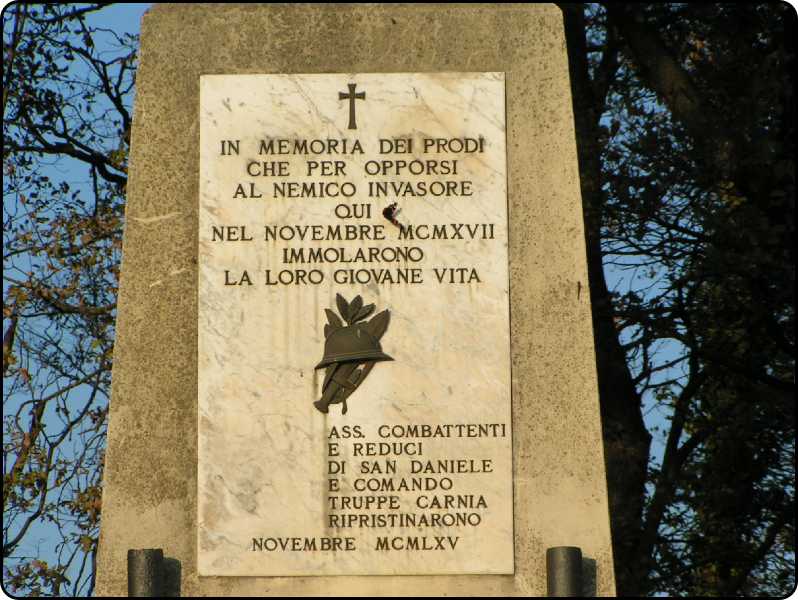 IN MEMORIA DEI PRODI
CHE PER OPPORSI
AL NEMICO INVASORE
QUI
NEL NOVEMBRE MCMXVII
IMMOLARONO
LA LORO GIOVANE VITA
ASS. COMBATTENTI
E REDUCI
DI SAN DANIELE
E COMANDO
TRUPPE CARNIA
RIPRISTINARONO
NOVEMBRE MCMLXV